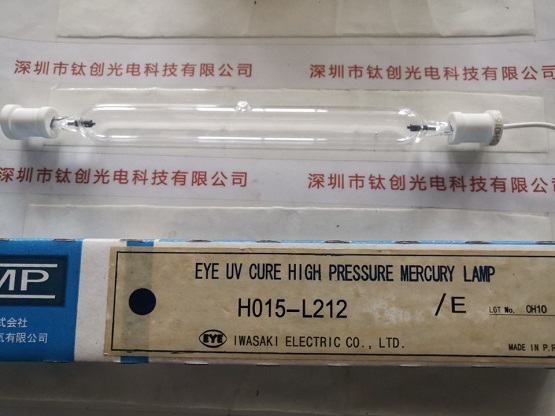 深圳市钛创光电科技有限公司 深圳市钛创光电科技有限公司
深圳市钛创光电科技有限公司 深圳市钛创光电科技有限公司
MP
EYE UV CURE HIGH PRESSURE MERCURY LAMP
H015-L212 /E LOT No. OH10
式会社
气有限公司
EYE IWASAKI ELECTRIC CO., LTD.
MADE IN P.R